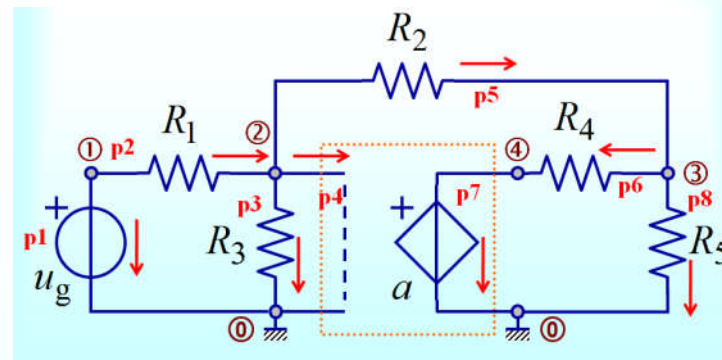 R2
p5
② R4
① p2 R1 ④
③
p3 p4 p7 p6 p8
+ +
p1 R3 R5
ug a
⓪ ⓪